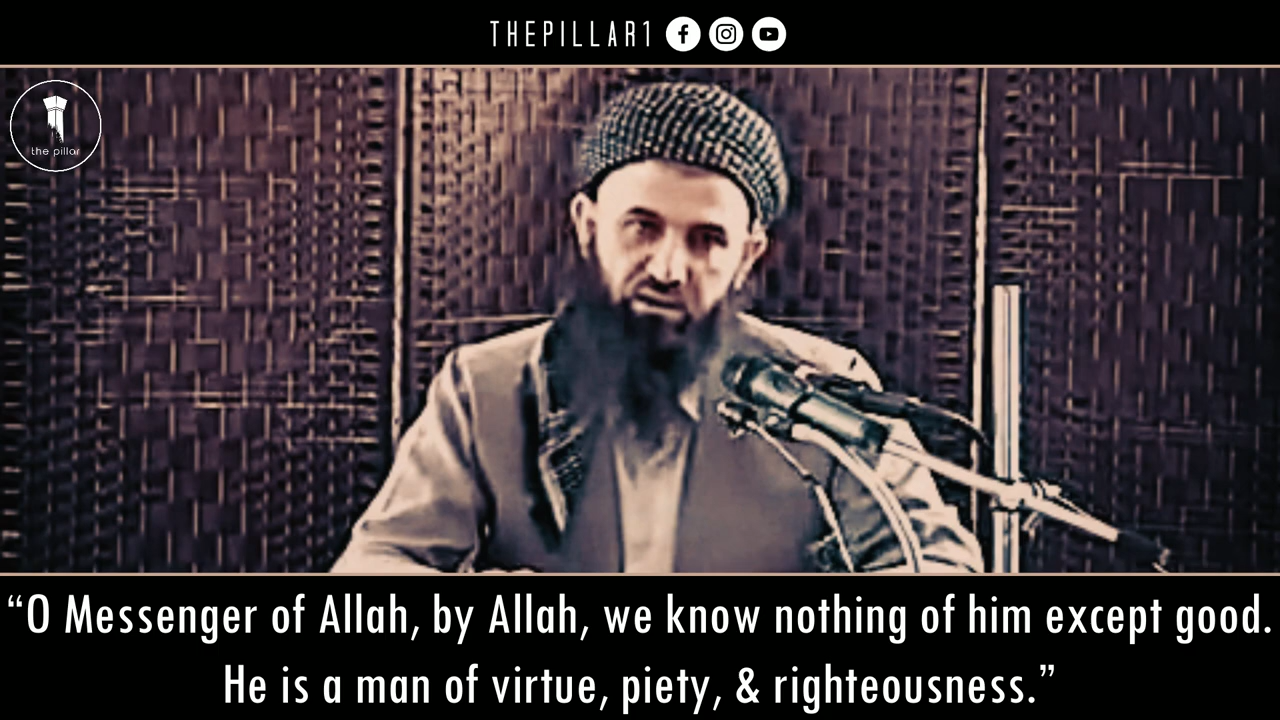 THEPILLAR1
the pillar
“O Messenger of Allah, by Allah, we know nothing of him except good.
He is a man of virtue, piety, & righteousness.”